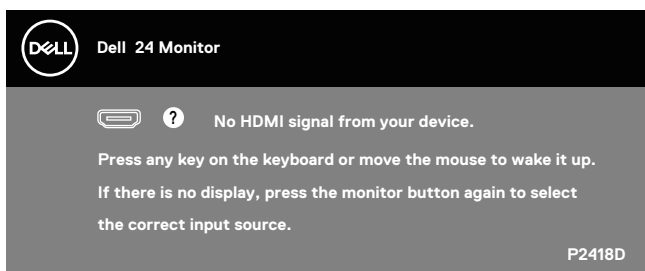 DELL
Dell 24 Monitor
? No HDMI signal from your device.
Press any key on the keyboard or move the mouse to wake it up.
If there is no display, press the monitor button again to select
the correct input source.
P2418D